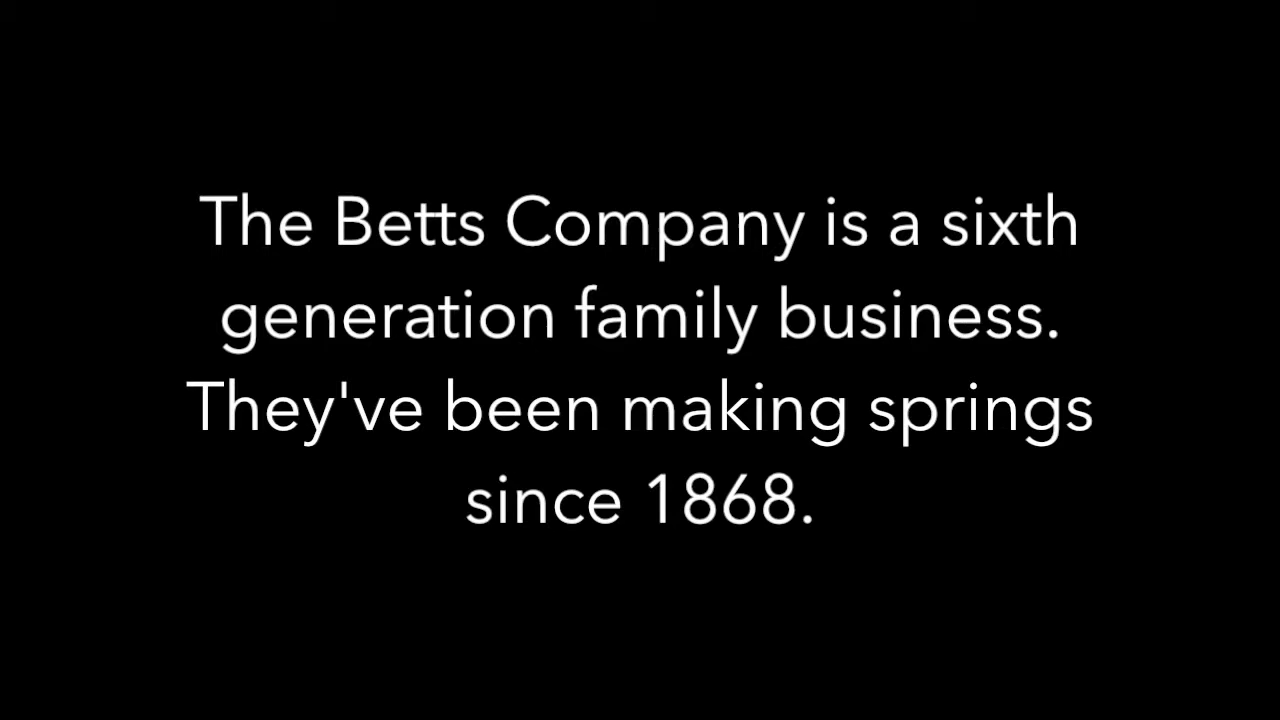 The Betts Company is a sixth
generation family business.
They've been making springs
since 1868.